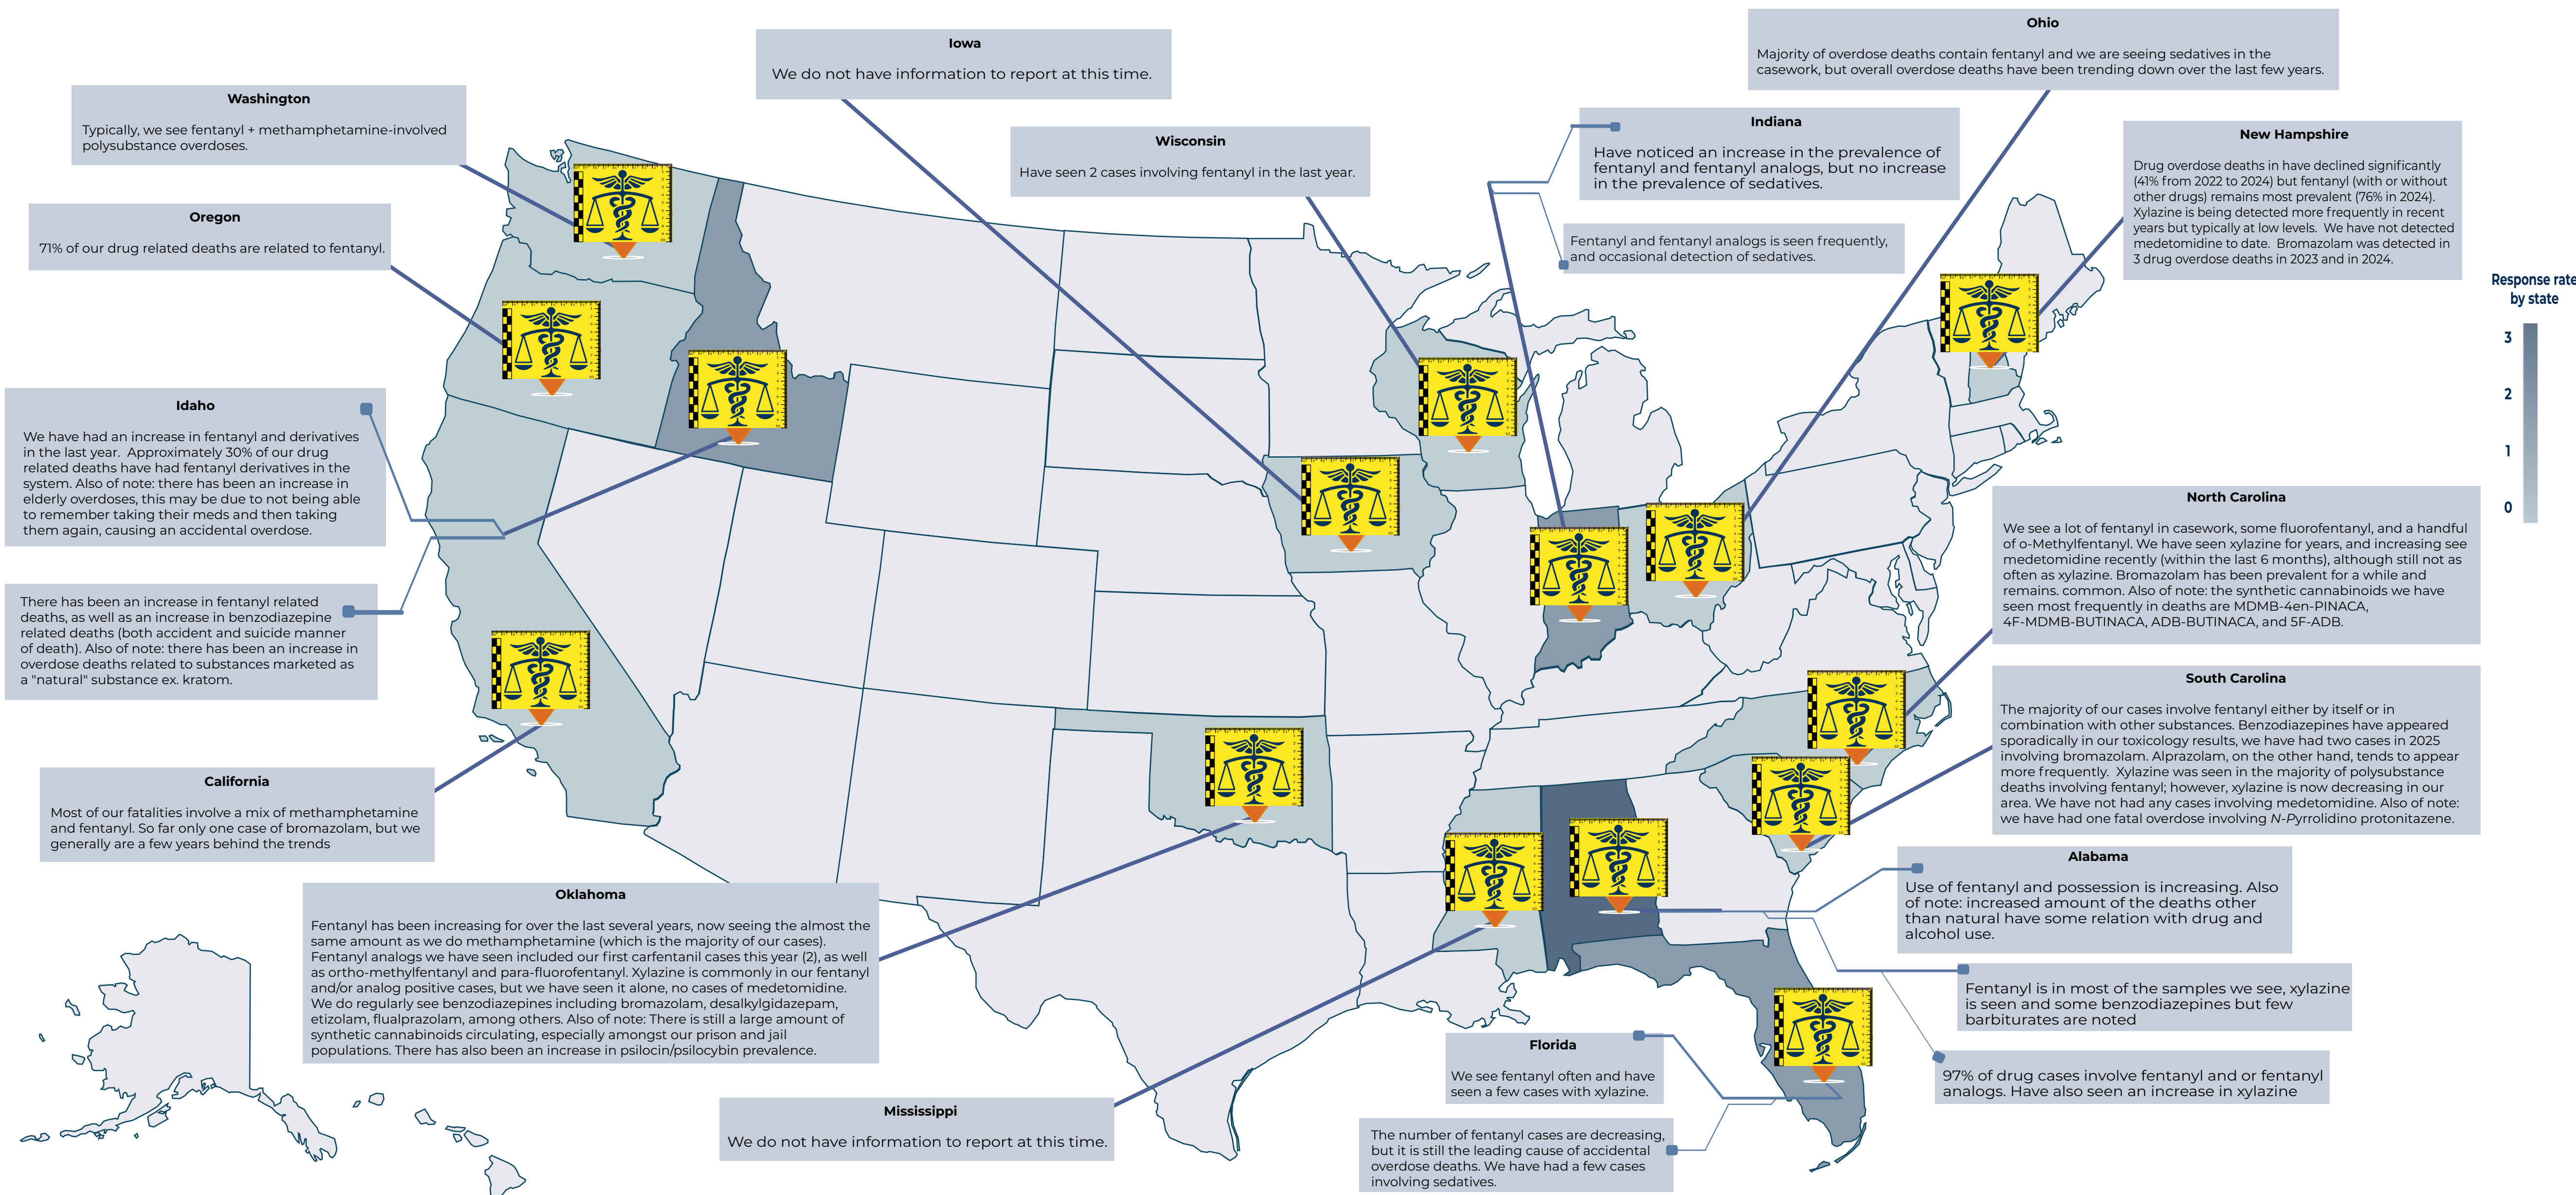 Ohio
Majority of overdose deaths contain fentanyl and we are seeing sedatives in the
casework, but overall overdose deaths have been trending down over the last few years.
Iowa
We do not have information to report at this time.
Washington
Typically, we see fentanyl + methamphetamine-involved
polysubstance overdoses.
Wisconsin
Have seen 2 cases involving fentanyl in the last year.
Indiana
Have noticed an increase in the prevalence of
fentanyl and fentanyl analogs, but no increase
in the prevalence of sedatives.
Fentanyl and fentanyl analogs is seen frequently,
and occasional detection of sedatives.
New Hampshire
Drug overdose deaths in have declined significantly
(41% from 2022 to 2024) but fentanyl (with or without
other drugs) remains most prevalent (76% in 2024).
Xylazine is being detected more frequently in recent
years but typically at low levels. We have not detected
medetomidine to date. Bromazolam was detected in
3 drug overdose deaths in 2023 and in 2024.
Response rate
by state
3
2
1
0
Oregon
71% of our drug related deaths are related to fentanyl.
Idaho
We have had an increase in fentanyl and derivatives
in the last year. Approximately 30% of our drug
related deaths have had fentanyl derivatives in the
system. Also of note: there has been an increase in
elderly overdoses, this may be due to not being able
to remember taking their meds and then taking
them again, causing an accidental overdose.
There has been an increase in fentanyl related
deaths, as well as an increase in benzodiazepine
related deaths (both accident and suicide manner
of death). Also of note: there has been an increase in
overdose deaths related to substances marketed as
a "natural" substance ex. kratom.
North Carolina
We see a lot of fentanyl in casework, some fluorofentanyl, and a handful
of o-Methylfentanyl. We have seen xylazine for years, and increasing see
medetomidine recently (within the last 6 months), although still not as
often as xylazine. Bromazolam has been prevalent for a while and
remains. common. Also of note: the synthetic cannabinoids we have
seen most frequently in deaths are MDMB-4en-PINACA,
4F-MDMB-BUTINACA, ADB-BUTINACA, and 5F-ADB.
South Carolina
The majority of our cases involve fentanyl either by itself or in
combination with other substances. Benzodiazepines have appeared
sporadically in our toxicology results, we have had two cases in 2025
involving bromazolam. Alprazolam, on the other hand, tends to appear
more frequently. Xylazine was seen in the majority of polysubstance
deaths involving fentanyl; however, xylazine is now decreasing in our
area. We have not had any cases involving medetomidine. Also of note:
we have had one fatal overdose involving N-Pyrrolidino protonitazene.
California
Most of our fatalities involve a mix of methamphetamine
and fentanyl. So far only one case of bromazolam, but we
generally are a few years behind the trends
Oklahoma
Fentanyl has been increasing for over the last several years, now seeing the almost the
same amount as we do methamphetamine (which is the majority of our cases).
Fentanyl analogs we have seen included our first carfentanil cases this year (2), as well
as ortho-methylfentanyl and para-fluorofentanyl. Xylazine is commonly in our fentanyl
and/or analog positive cases, but we have seen it alone, no cases of medetomidine.
We do regularly see benzodiazepines including bromazolam, desalkylgidazepam,
etizolam, flualprazolam, among others. Also of note: There is still a large amount of
synthetic cannabinoids circulating, especially amongst our prison and jail
populations. There has also been an increase in psilocin/psilocybin prevalence.
Alabama
Use of fentanyl and possession is increasing. Also
of note: increased amount of the deaths other
than natural have some relation with drug and
alcohol use.
Fentanyl is in most of the samples we see, xylazine
is seen and some benzodiazepines but few
barbiturates are noted
97% of drug cases involve fentanyl and or fentanyl
analogs. Have also seen an increase in xylazine
Florida
We see fentanyl often and have
seen a few cases with xylazine.
The number of fentanyl cases are decreasing,
but it is still the leading cause of accidental
overdose deaths. We have had a few cases
involving sedatives.
Mississippi
We do not have information to report at this time.